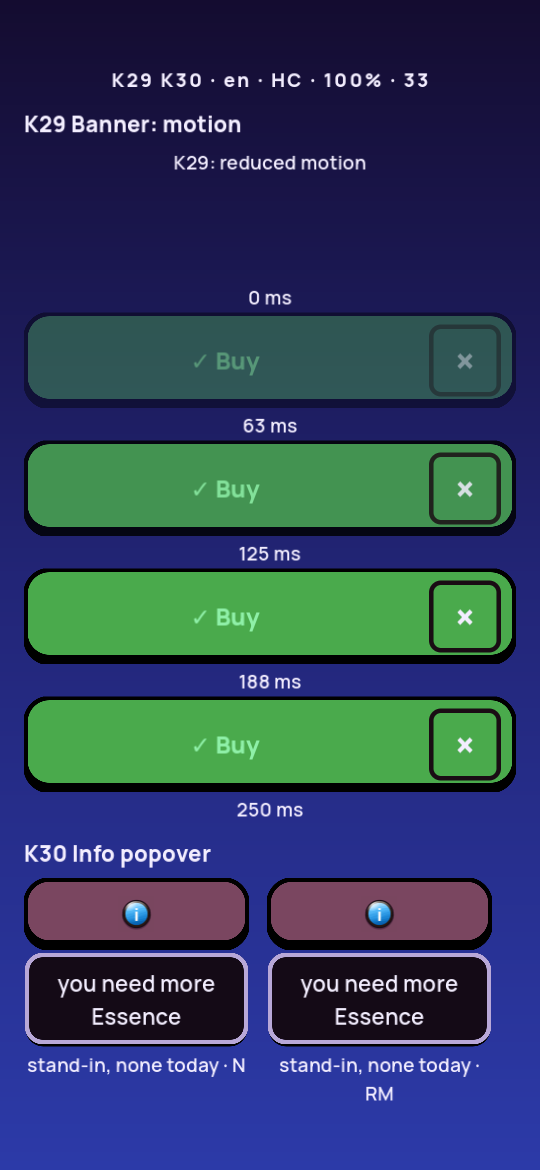 K29 K30 · en · HC · 100% · 33
K29 Banner: motion
K29: reduced motion
0 ms
✓ Buy ×
63 ms
✓ Buy ×
125 ms
✓ Buy ×
188 ms
✓ Buy ×
250 ms
K30 Info popover
i i
you need more
Essence
you need more
Essence
stand-in, none today · N
stand-in, none today ·
RM